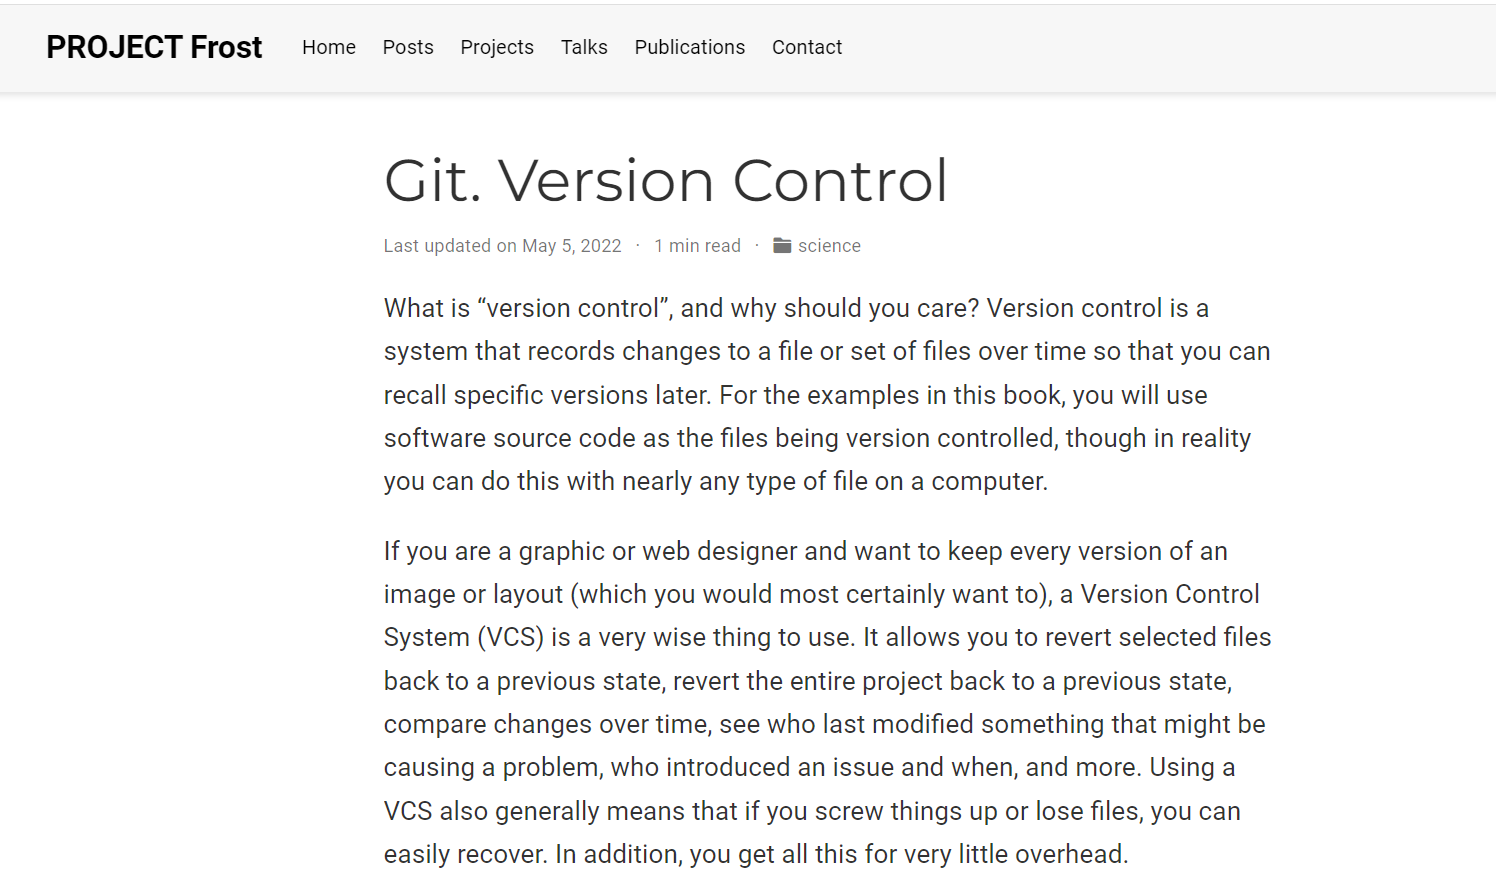 PROJECT Frost Home Posts Projects Talks Publications Contact
Git. Version Control
Last updated on May 5, 2022 · 1 min read · science
What is “version control”, and why should you care? Version control is a
system that records changes to a file or set of files over time so that you can
recall specific versions later. For the examples in this book, you will use
software source code as the files being version controlled, though in reality
you can do this with nearly any type of file on a computer.
If you are a graphic or web designer and want to keep every version of an
image or layout (which you would most certainly want to), a Version Control
System (VCS) is a very wise thing to use. It allows you to revert selected files
back to a previous state, revert the entire project back to a previous state,
compare changes over time, see who last modified something that might be
causing a problem, who introduced an issue and when, and more. Using a
VCS also generally means that if you screw things up or lose files, you can
easily recover. In addition, you get all this for very little overhead.